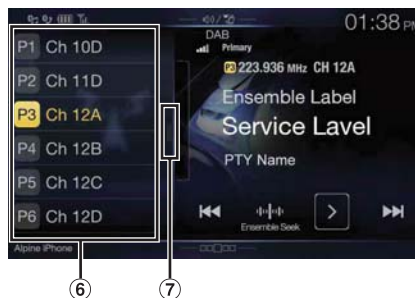 01:38 PM
P1 Ch 10D
P2 Ch 11D
P3 Ch 12A
P4 Ch 12B
P5 Ch 12C
P6 Ch 12D
Alpine iPhone
DAB
Primary
P3 223.936 MHz CH 12A
Ensemble Label
Service Lavel
PTY Name
Ensemble Seek
6 7